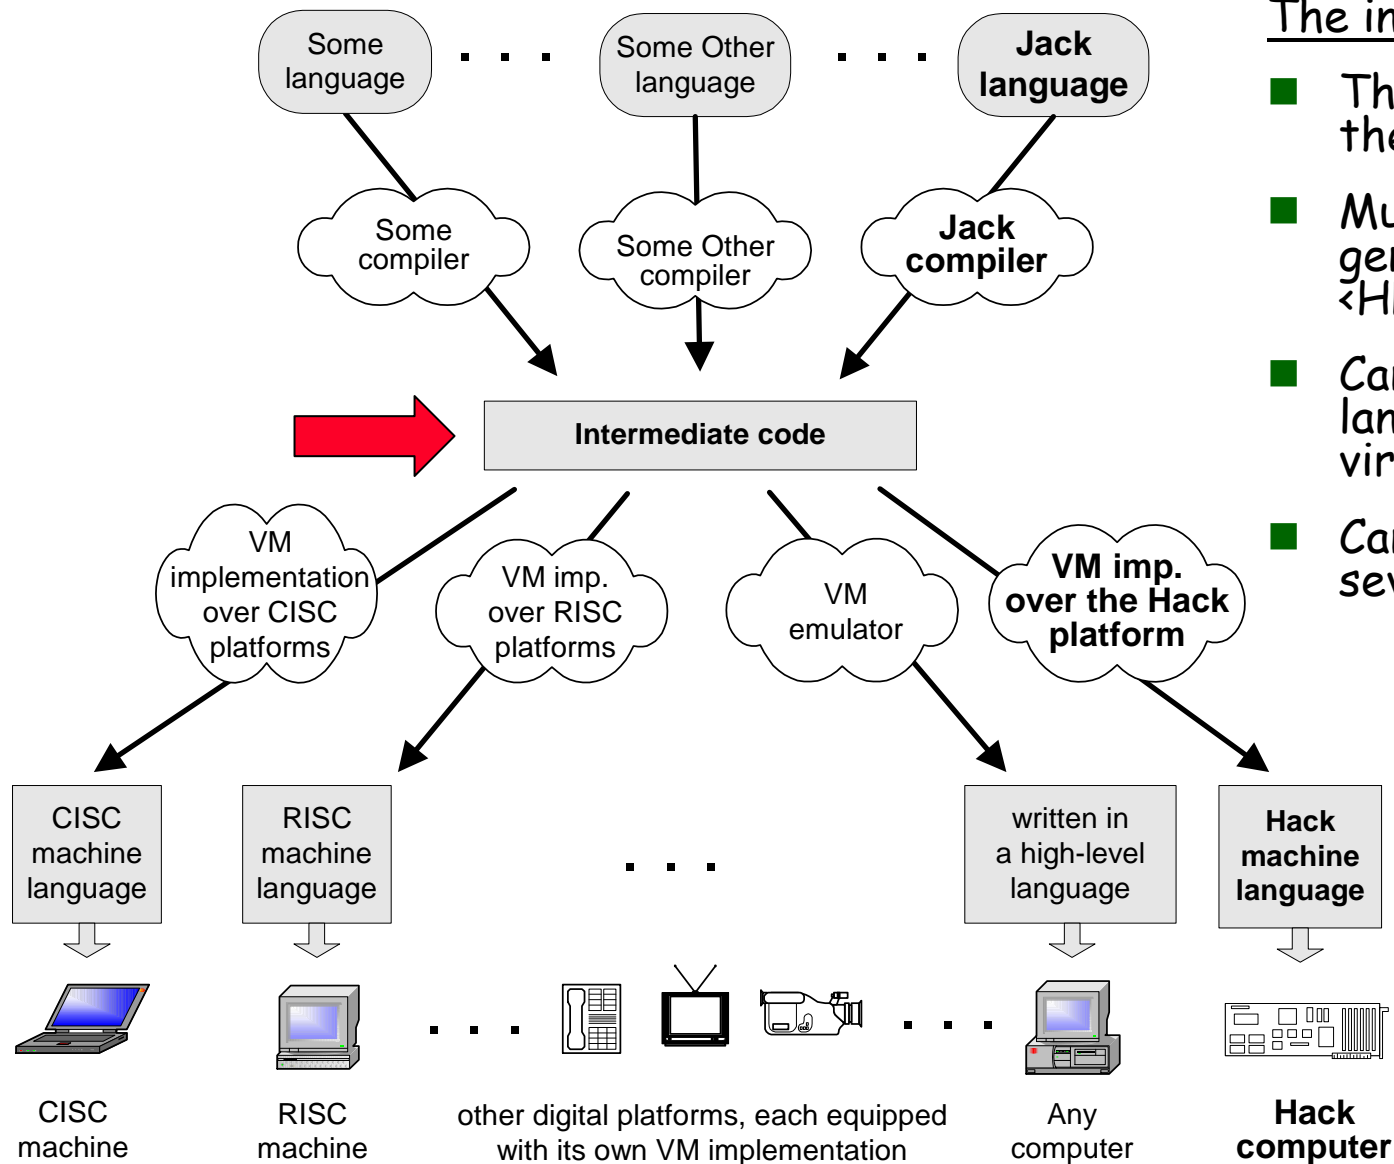 Some
language
Some Other
language
Jack
language
Some
compiler
Some Other
compiler
Jack
compiler
Intermediate code
VM
implementation
over CISC
platforms
VM imp.
over RISC
platforms
VM
emulator
VM imp.
over the Hack
platform
CISC
machine
language
RISC
machine
language
written in
a high-level
language
Hack
machine
language
CISC
machine
RISC
machine
other digital platforms, each equipped
with its own VM implementation
Any
computer
Hack
computer
The